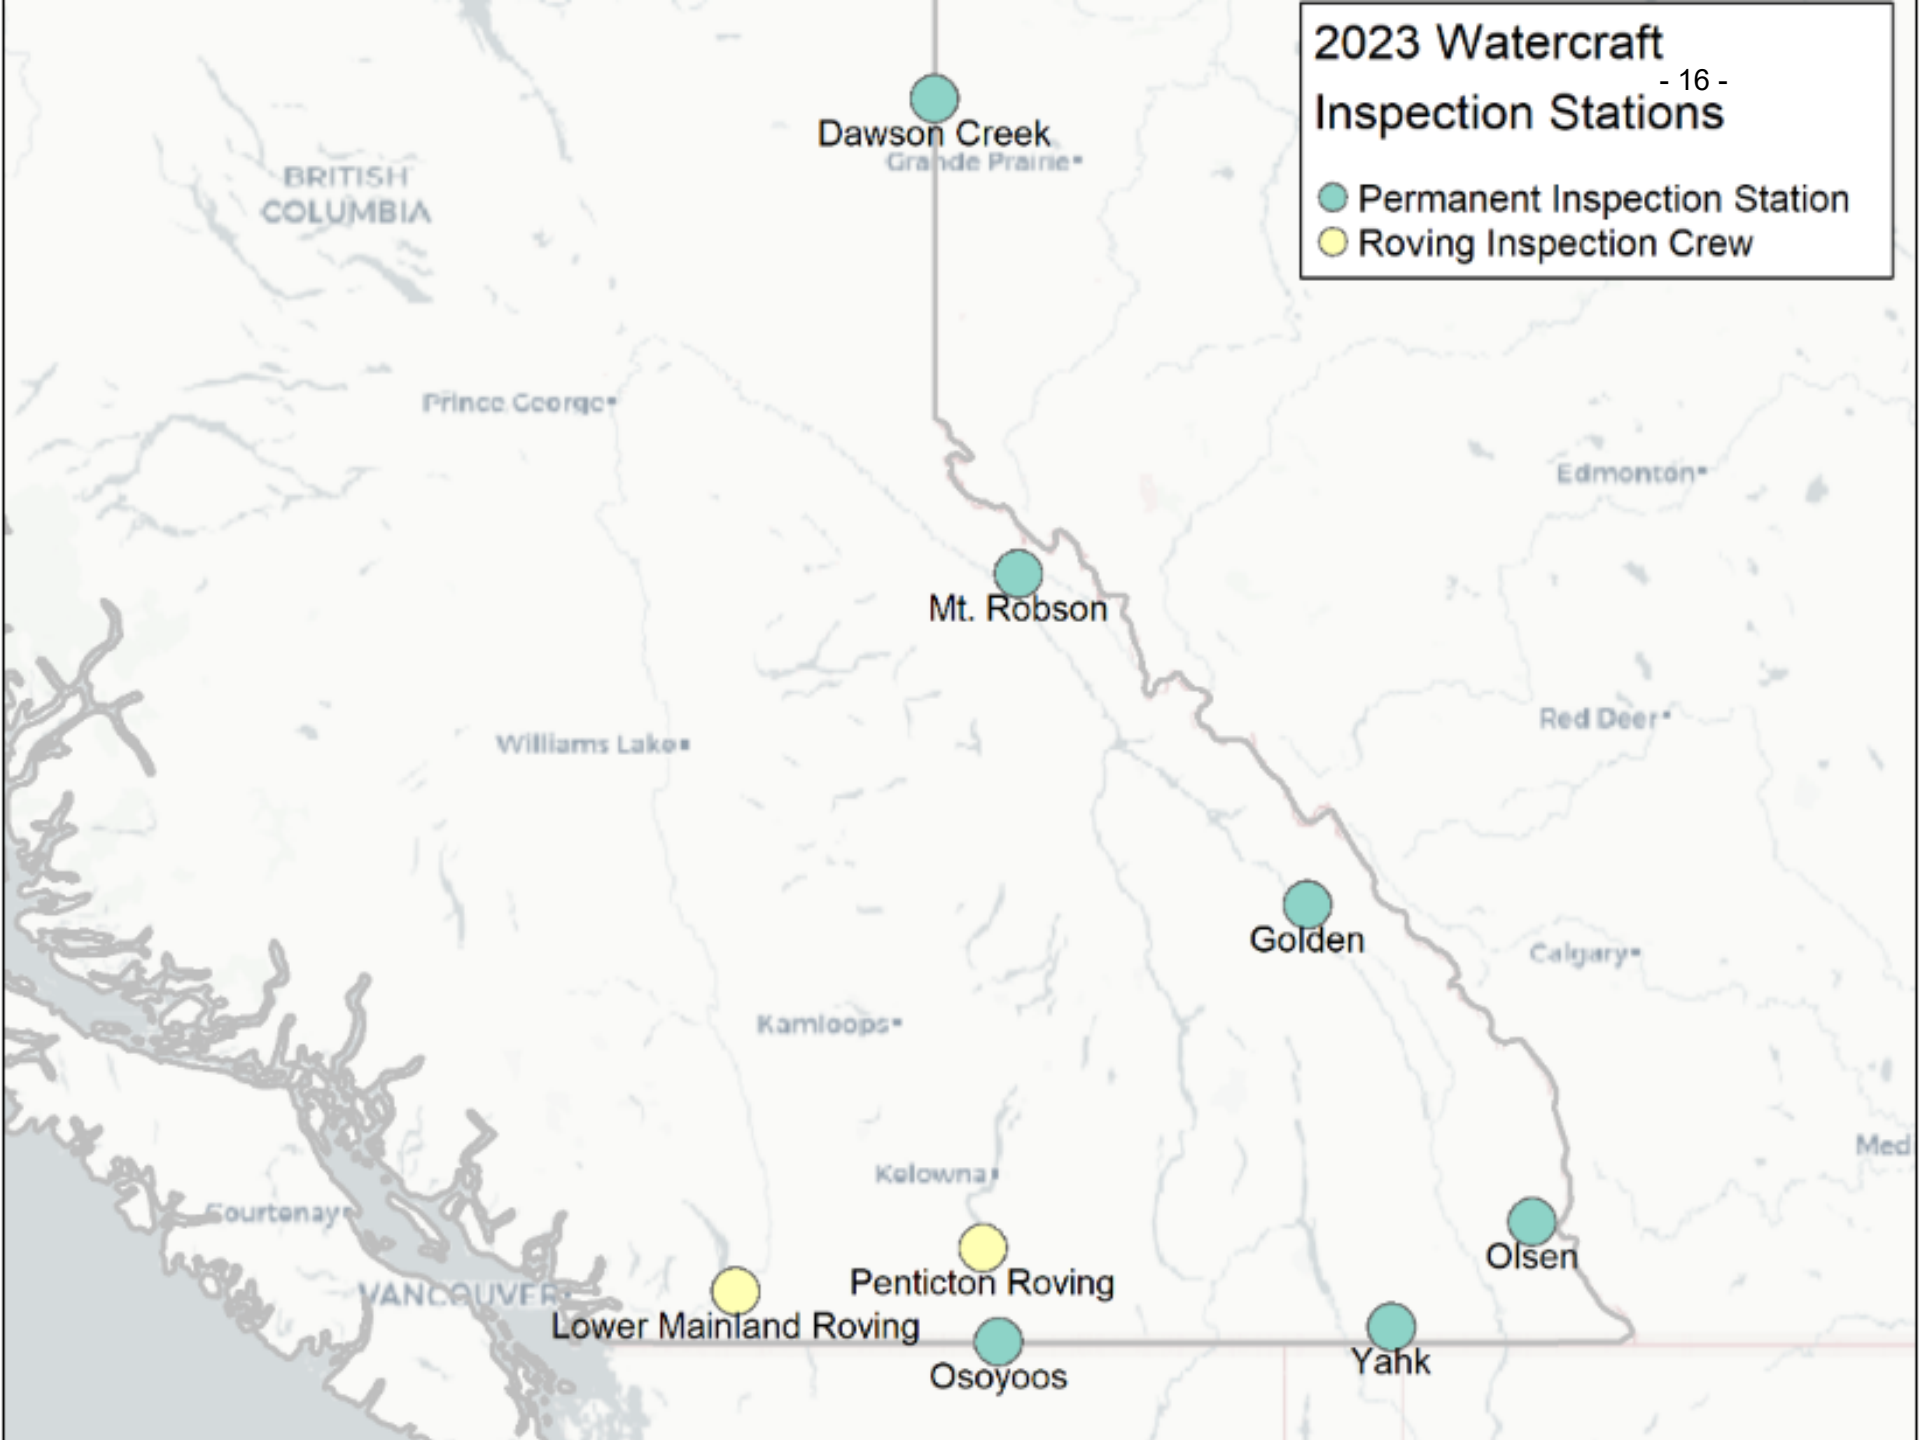 2023 Watercraft
- 16 -
Inspection Stations
Permanent Inspection Station
Roving Inspection Crew
Dawson Creek
Grande Prairie
BRITISH
COLUMBIA
Prince George
Edmonton
Mt. Robson
Red Deer
Williams Lake
Golden
Calgary
Kamloops
Med
Kelowna
Courtenay
Olsen
Penticton Roving
VANCOUVER
Lower Mainland Roving
Osoyoos
Yahk